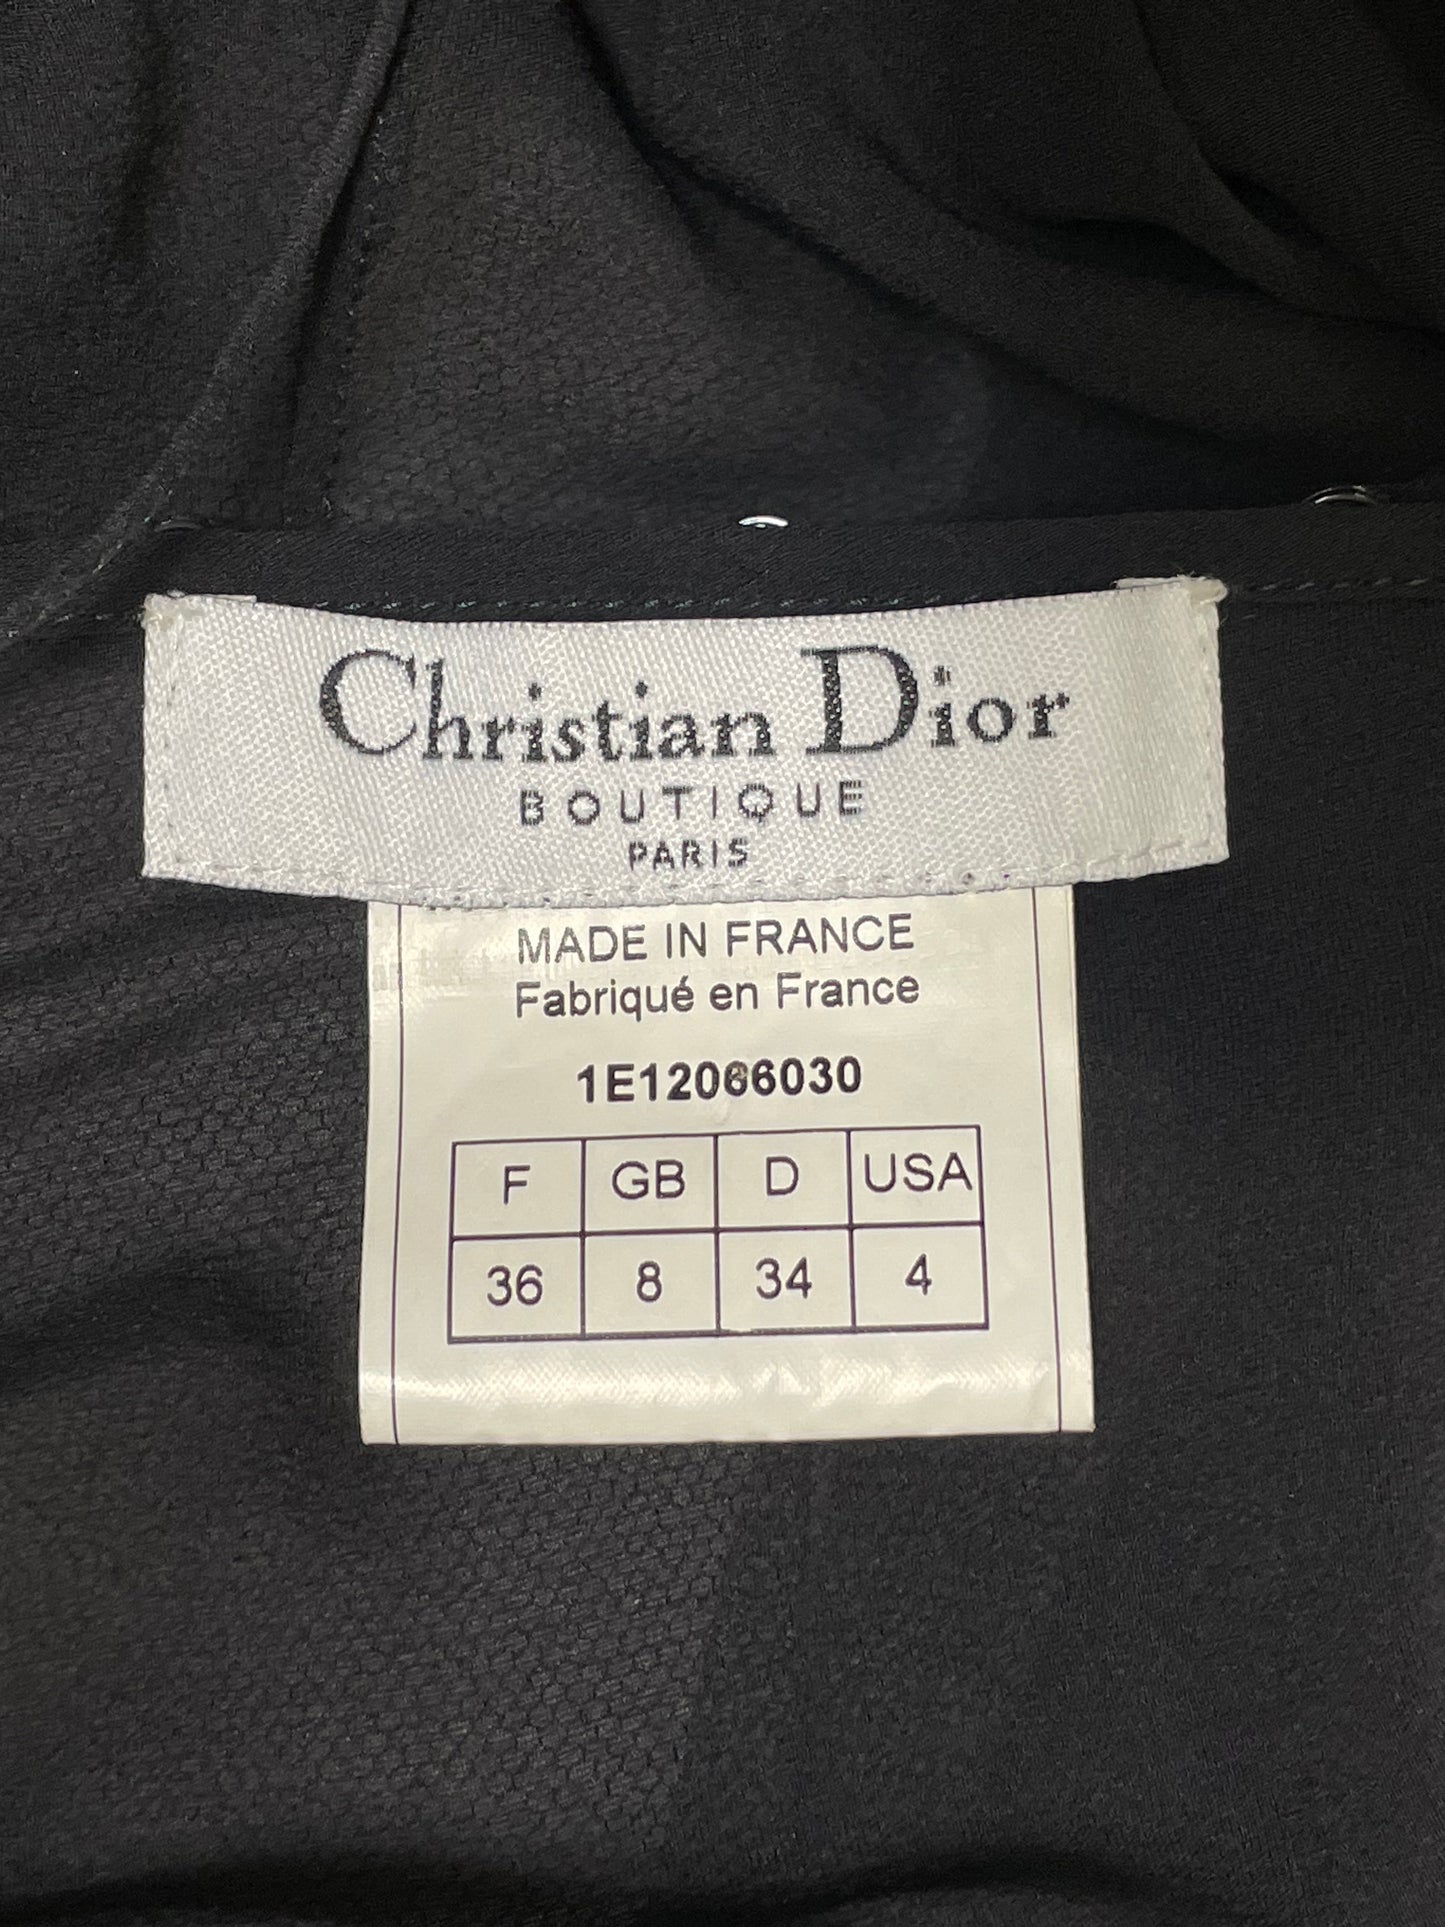 Christian Dior
BOUTIQUE
PARIS
MADE IN FRANCE
Fabriqué en France
1E12066030
F GB D USA
36 8 34 4